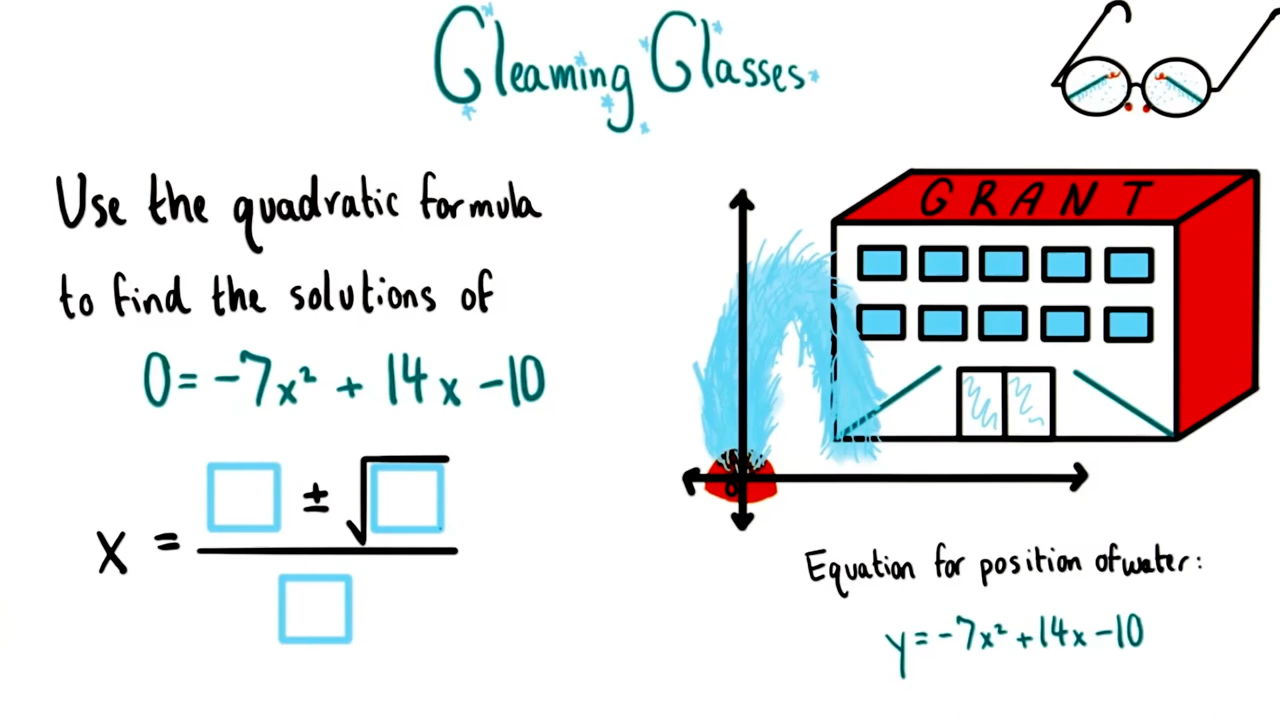 Gleaming Glasses
GRANT
Use the quadratic formula
to find the solutions of
0 = -7x² + 14x - 10
x = ± √
Equation for position of water:
y = -7x² + 14x - 10